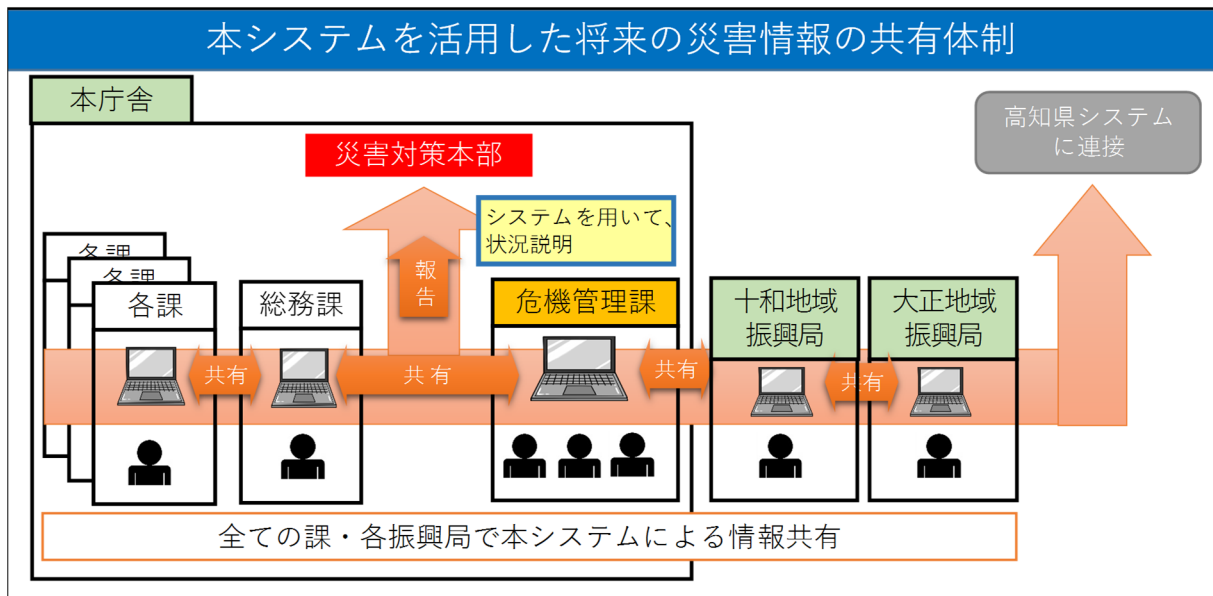 本システムを活用した将来の災害情報の共有体制
本庁舎
高知県システム
に連接
災害対策本部
システムを用いて、
状況説明
報
告
各課
各課
各課
総務課
危機管理課
十和地域
振興局
大正地域
振興局
共有
共有
共有
共有
全ての課・各振興局で本システムによる情報共有